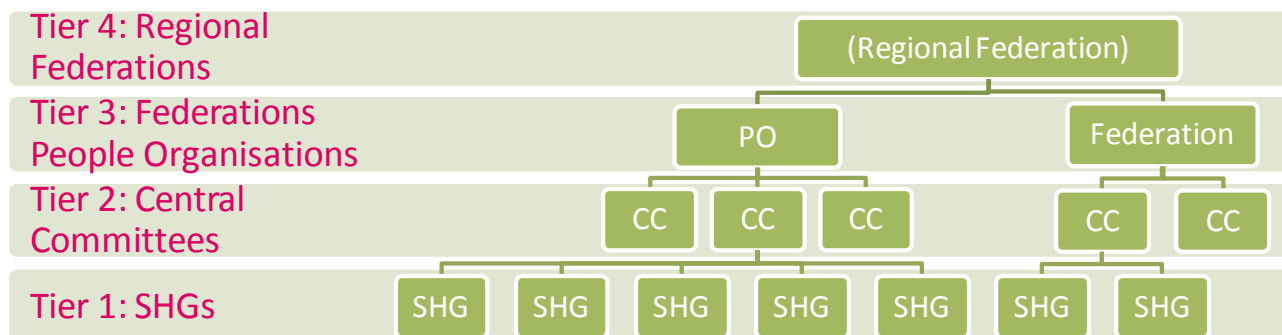 Tier 4: Regional
Federations
(Regional Federation)
Tier 3: Federations
People Organisations
PO
Federation
Tier 2: Central
Committees
CC
CC
CC
CC
CC
Tier 1: SHGs
SHG
SHG
SHG
SHG
SHG
SHG
SHG